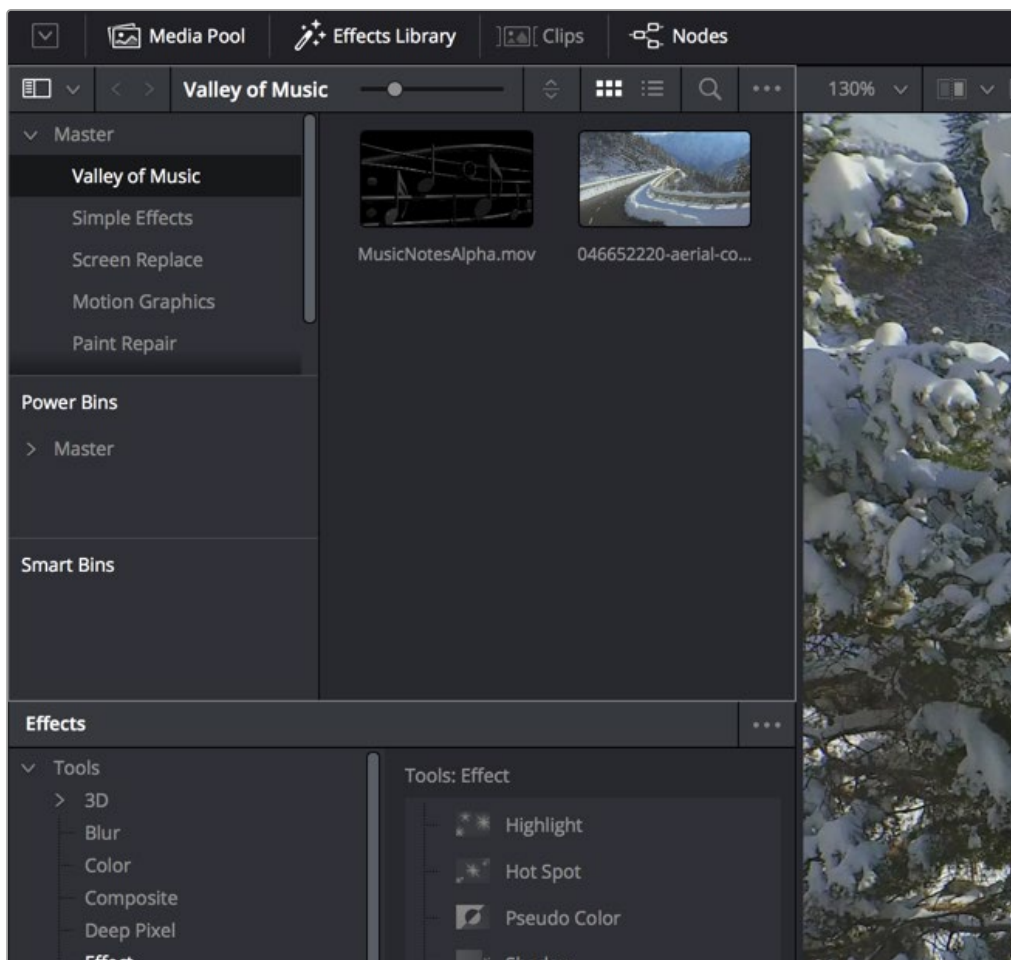 Media Pool Effects Library Clips Nodes
Valley of Music 130%
Master
Valley of Music
Simple Effects
Screen Replace
Motion Graphics
Paint Repair
MusicNotesAlpha.mov 046652220-aerial-co...
Power Bins
Master
Smart Bins
Effects
Tools
3D
Blur
Color
Composite
Deep Pixel
Effect
Tools: Effect
Highlight
Hot Spot
Pseudo Color